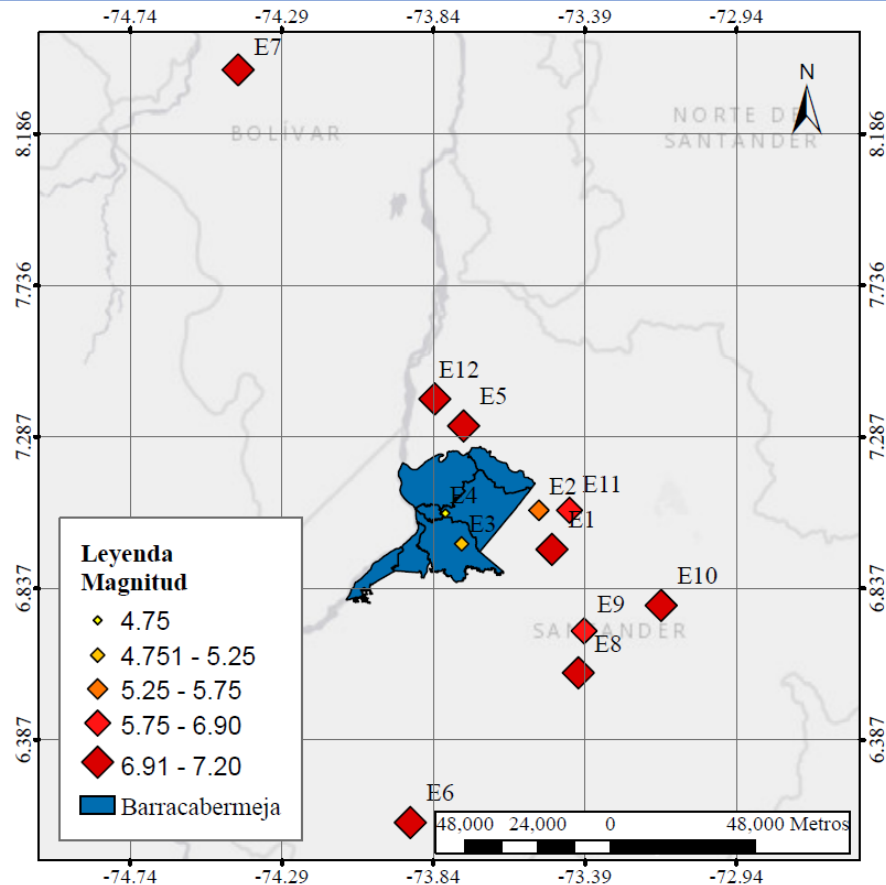 -74.74 -74.29 -73.84 -73.39 -72.94
E7
N
NORTE DE
SANTANDER
BOLÍVAR
8.186 8.186
7.736 7.736
E12
E5
7.287 7.287
E2 E11
E4
E1
E3
6.837 6.837
E10
E9
SANTANDER
E8
6.387 6.387
E6
Leyenda
Magnitud
4.75
4.751 - 5.25
5.25 - 5.75
5.75 - 6.90
6.91 - 7.20
Barracabermeja
48,000 24,000 0 48,000 Metros
-74.74 -74.29 -73.84 -73.39 -72.94